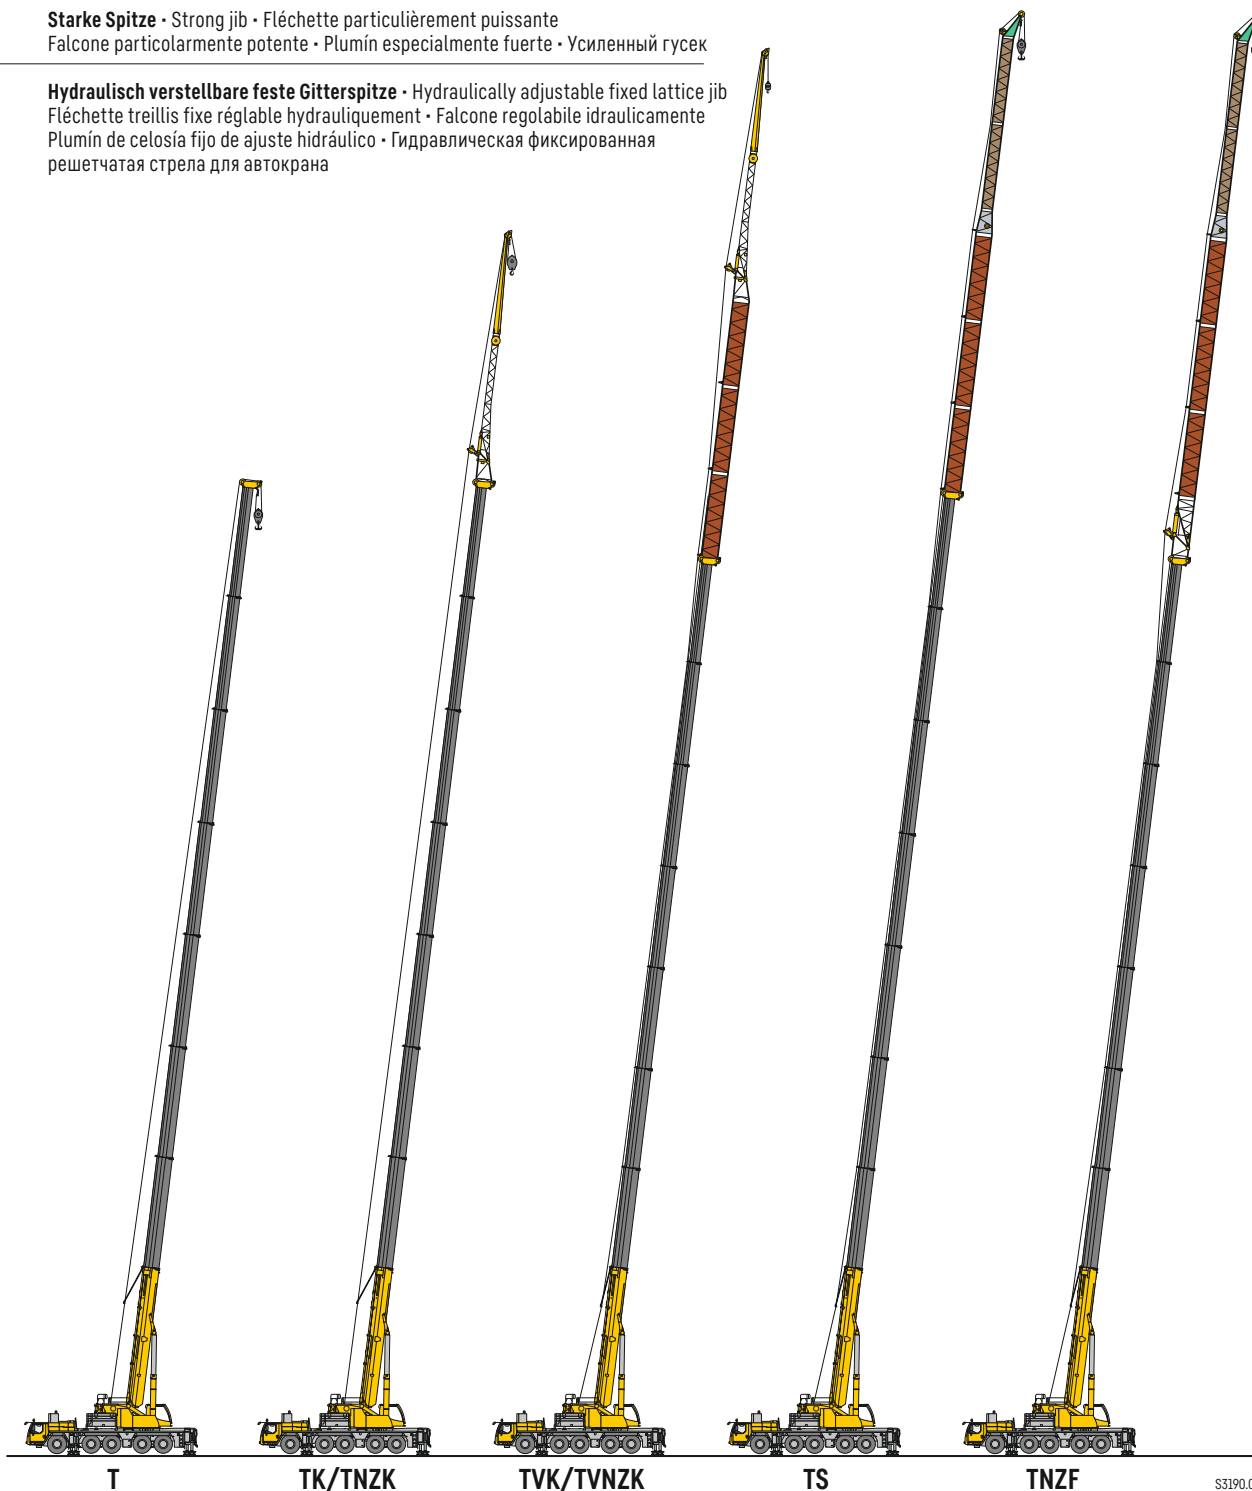 Starke Spitze • Strong jib • Fléchette particulièrement puissante
Falcone particolarmente potente • Plumín especialmente fuerte • Усиленный гусек
Hydraulisch verstellbare feste Gitterspitze • Hydraulically adjustable fixed lattice jib
Fléchette treillis fixe réglable hydrauliquement • Falcone regolabile idraulicamente
Plumín de celosía fijo de ajuste hidráulico • Гидравлическая фиксированная
решетчатая стрела для автокрана
T TK/TNZK TVK/TVNZK TS TNZF